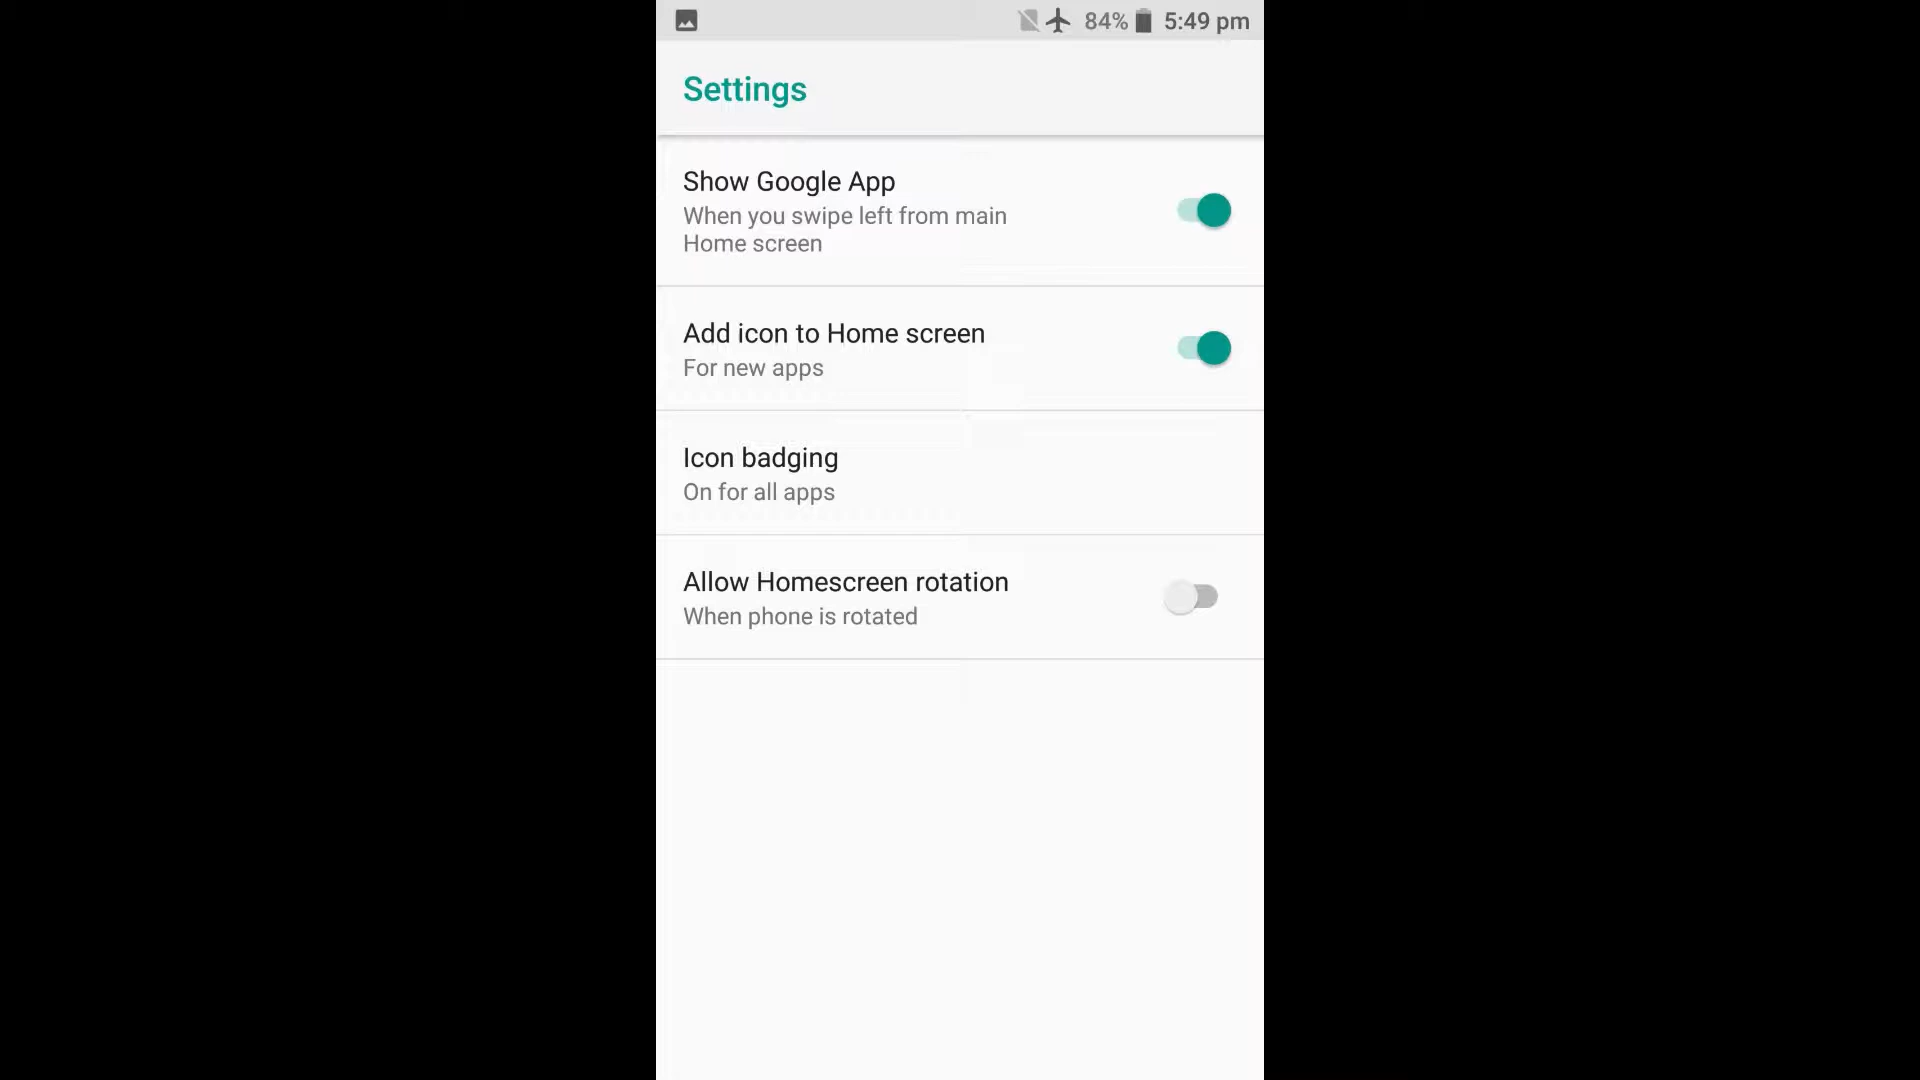 84% 5:49 pm
Settings
Show Google App
When you swipe left from main
Home screen
Add icon to Home screen
For new apps
Icon badging
On for all apps
Allow Homescreen rotation
When phone is rotated